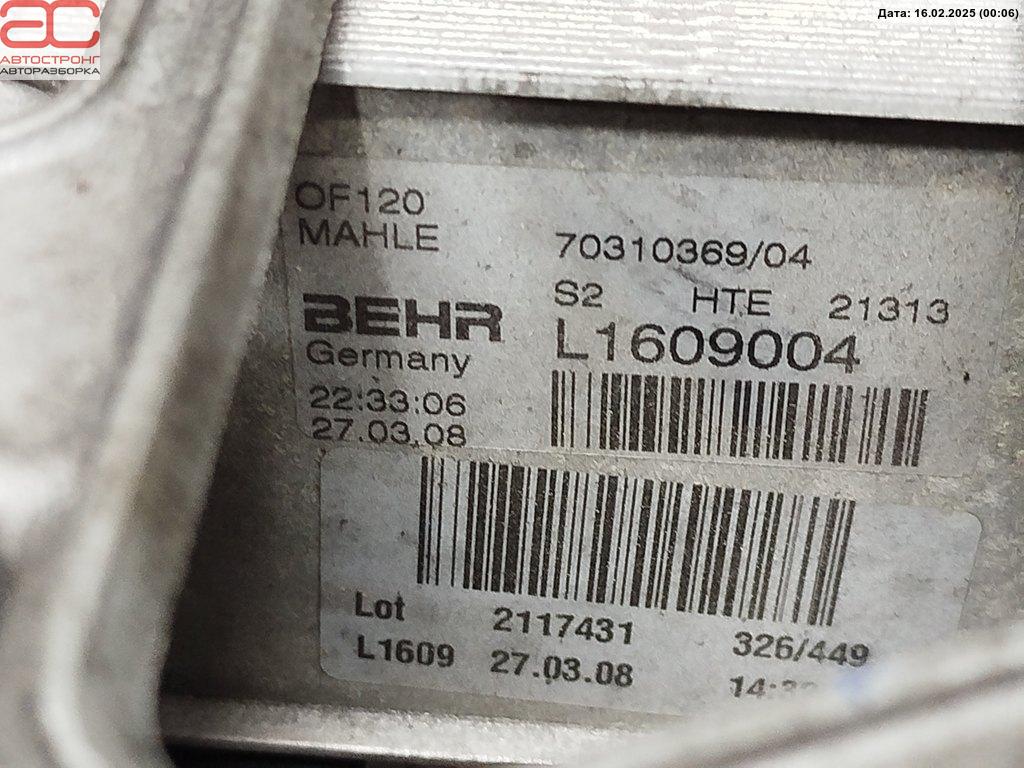 Дата: 16.02.2025 (00:06)
ас
АВТОСТРОНГ
АВТОРАЗБОРКА
OF120
MAHLE
70310369/04
S2 HTE 21313
BEHR
L1609004
Germany
22:33:06
27.03.08
Lot 2117431 326/449
L1609 27.03.08